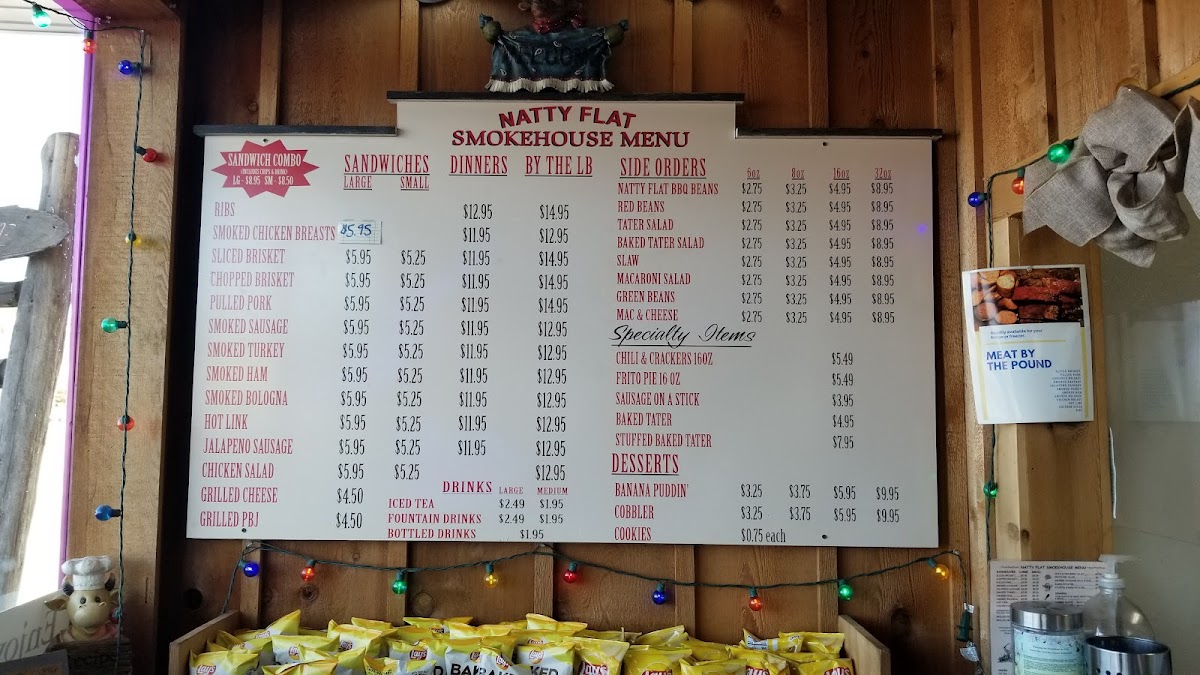 NATTY FLAT
SMOKEHOUSE MENU
SANDWICH COMBO
(INCLUDES CHIPS & DRINK)
LG - $8.95 SM - $8.50
SANDWICHES DINNERS BY THE LB
LARGE SMALL
RIBS $12.95 $14.95
SMOKED CHICKEN BREASTS $5.95 $11.95 $12.95
SLICED BRISKET $5.95 $5.25 $11.95 $14.95
CHOPPED BRISKET $5.95 $5.25 $11.95 $14.95
PULLED PORK $5.95 $5.25 $11.95 $14.95
SMOKED SAUSAGE $5.95 $5.25 $11.95 $12.95
SMOKED TURKEY $5.95 $5.25 $11.95 $12.95
SMOKED HAM $5.95 $5.25 $11.95 $12.95
SMOKED BOLOGNA $5.95 $5.25 $11.95 $12.95
HOT LINK $5.95 $5.25 $11.95 $12.95
JALAPENO SAUSAGE $5.95 $5.25 $11.95 $12.95
CHICKEN SALAD $5.95 $5.25 $12.95
GRILLED CHEESE $4.50
GRILLED PBJ $4.50
DRINKS LARGE MEDIUM
ICED TEA $2.49 $1.95
FOUNTAIN DRINKS $2.49 $1.95
BOTTLED DRINKS $1.95
SIDE ORDERS 6oz 8oz 16oz 32oz
NATTY FLAT BBQ BEANS $2.75 $3.25 $4.95 $8.95
RED BEANS $2.75 $3.25 $4.95 $8.95
TATER SALAD $2.75 $3.25 $4.95 $8.95
BAKED TATER SALAD $2.75 $3.25 $4.95 $8.95
SLAW $2.75 $3.25 $4.95 $8.95
MACARONI SALAD $2.75 $3.25 $4.95 $8.95
GREEN BEANS $2.75 $3.25 $4.95 $8.95
MAC & CHEESE $2.75 $3.25 $4.95 $8.95
Specialty Items
CHILI & CRACKERS 16OZ $5.49
FRITO PIE 16 OZ $5.49
SAUSAGE ON A STICK $3.95
BAKED TATER $4.95
STUFFED BAKED TATER $7.95
DESSERTS
BANANA PUDDIN' $3.25 $3.75 $5.95 $9.95
COBBLER $3.25 $3.75 $5.95 $9.95
COOKIES $0.75 each
MEAT BY
THE POUND
NATTY FLAT SMOKEHOUSE MENU
Enjoy
Lay's
Lay's
Lay's
BAKED
Lay's
Lay's